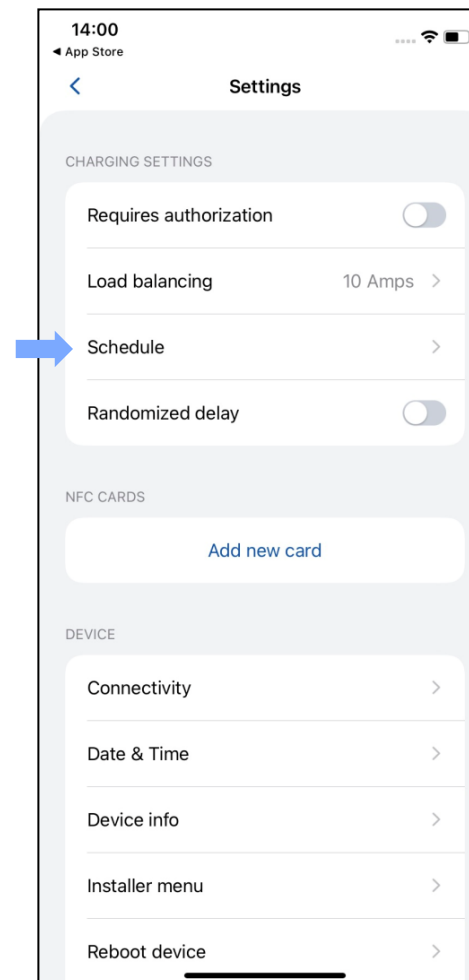 14:00
◀ App Store
Settings
CHARGING SETTINGS
Requires authorization
Load balancing 10 Amps
Schedule
Randomized delay
NFC CARDS
Add new card
DEVICE
Connectivity
Date & Time
Device info
Installer menu
Reboot device